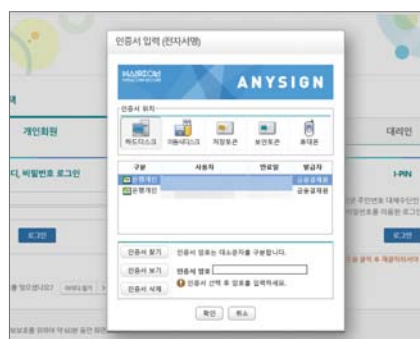 인증서 입력 (전자서명)
ANYSIGN
인증서 위치
하드디스크 이동식디스크 저장토큰 보안토큰 휴대폰
개인회원
대리인
구분 사용자 만료일 발급자
비밀번호 로그인
I-PIN
은행개인 금융결제원
은행개인 금융결제원
로그인
로그인
인증서 찾기 인증서 암호는 대소문자를 구분합니다.
인증서 보기 인증서 암호
인증서 선택 후 암호를 입력하세요.
인증서 삭제
확인 취소